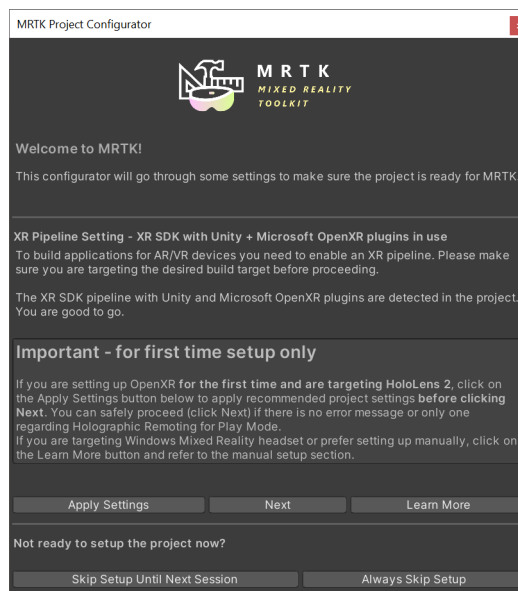 MRTK Project Configurator
MRTK
MIXED REALITY
TOOLKIT
Welcome to MRTK!
This configurator will go through some settings to make sure the project is ready for MRTK
XR Pipeline Setting - XR SDK with Unity + Microsoft OpenXR plugins in use
To build applications for AR/VR devices you need to enable an XR pipeline. Please make
sure you are targeting the desired build target before proceeding.
The XR SDK pipeline with Unity and Microsoft OpenXR plugins are detected in the project.
You are good to go.
Important - for first time setup only
If you are setting up OpenXR for the first time and are targeting HoloLens 2, click on
the Apply Settings button below to apply recommended project settings before clicking
Next. You can safely proceed (click Next) if there is no error message or only one
regarding Holographic Remoting for Play Mode.
If you are targeting Windows Mixed Reality headset or prefer setting up manually, click on
the Learn More button and refer to the manual setup section.
Apply Settings Next Learn More
Not ready to setup the project now?
Skip Setup Until Next Session Always Skip Setup